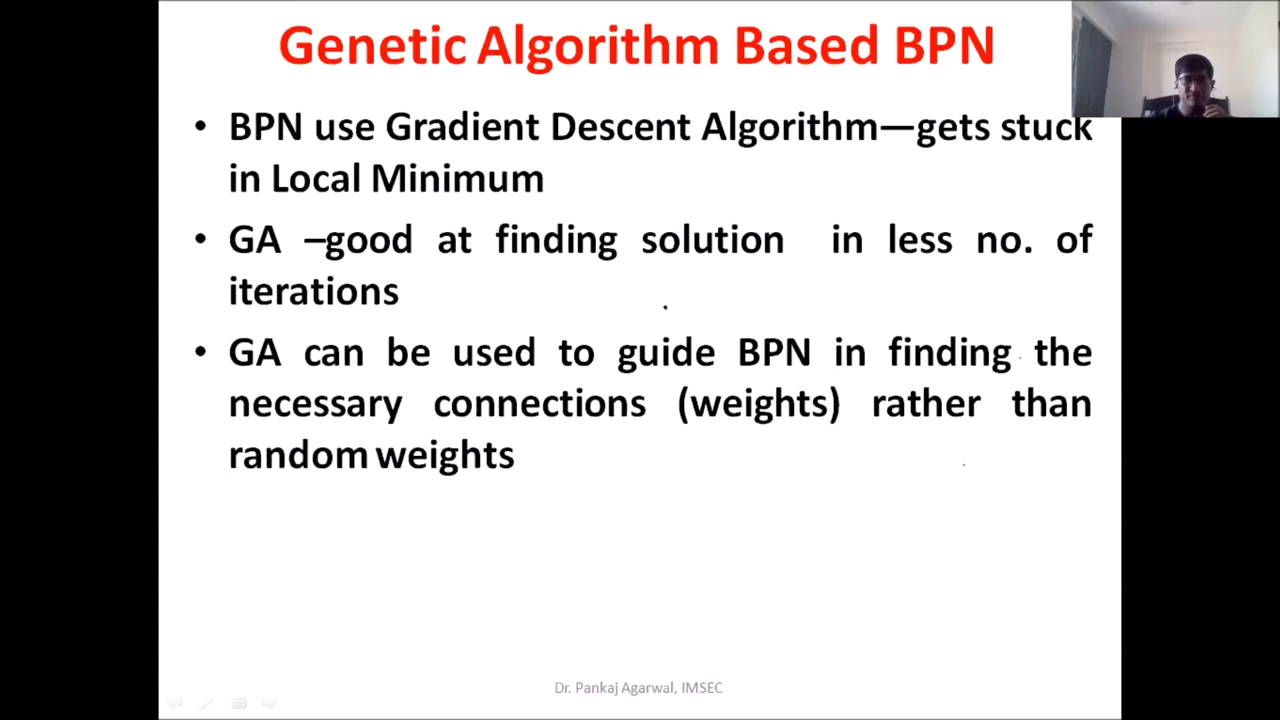 Genetic Algorithm Based BPN
• BPN use Gradient Descent Algorithm—gets stuck
in Local Minimum
• GA –good at finding solution in less no. of
iterations
• GA can be used to guide BPN in finding the
necessary connections (weights) rather than
random weights
Dr. Pankaj Agarwal, IMSEC